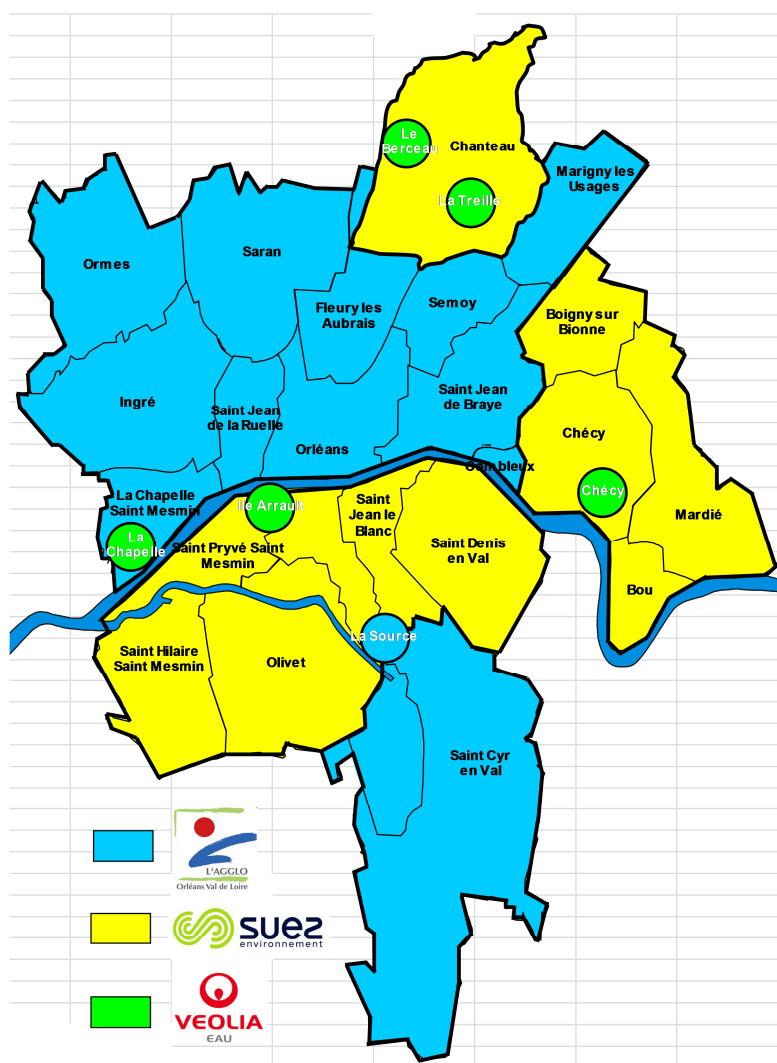 Le
Berceau
Chanteau
La Treille
Marigny les
Usages
Ormes
Saran
Fleury les
Aubrais
Semoy
Boigny sur
Bionne
Ingré
Saint Jean
de la Ruelle
Orléans
Saint Jean
de Braye
Chécy
Combleux
Chécy
Mardié
La Chapelle
Saint Mesmin
La
Chapelle
Ile Arrault
Saint
Jean le
Blanc
Saint Pryvé Saint
Mesmin
Saint Denis
en Val
Bou
La Source
Saint Hilaire
Saint Mesmin
Olivet
Saint Cyr
en Val
L'AGGLO
Orléans Val de Loire
suez
environnement
VEOLIA
EAU